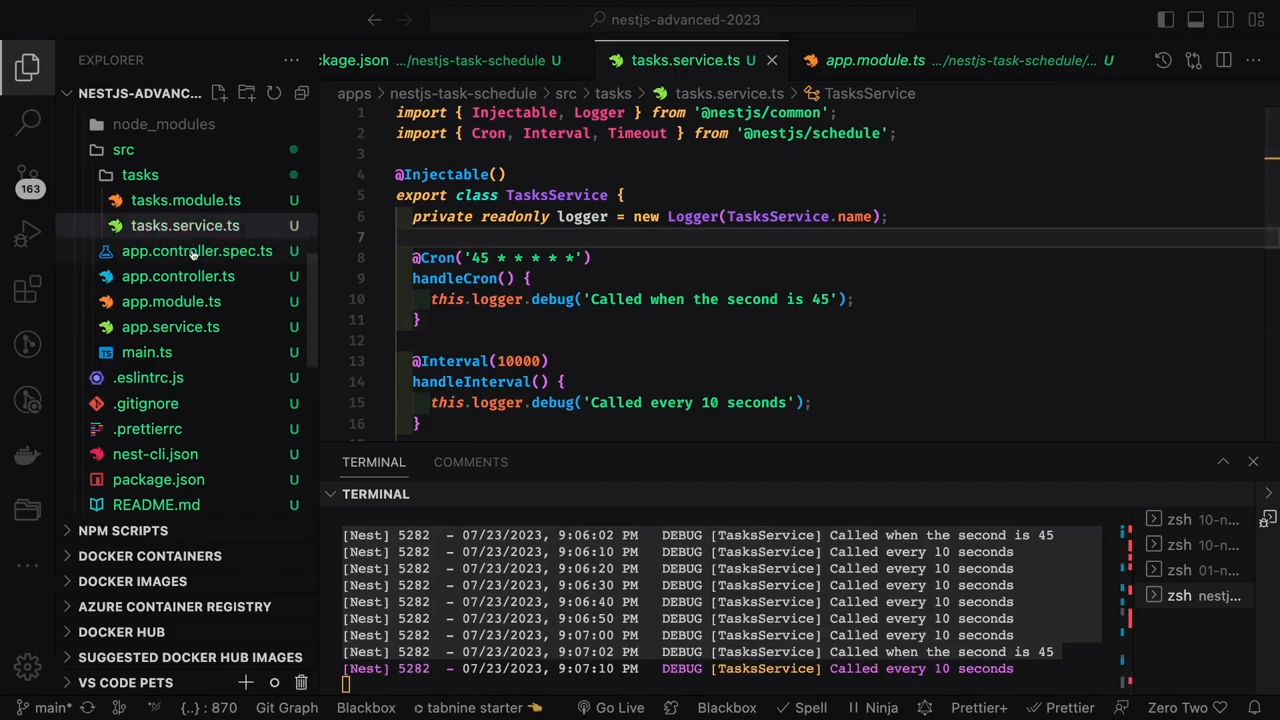 nestjs-advanced-2023
EXPLORER
NESTJS-ADVANC...
node_modules
src
tasks
tasks.module.ts U
tasks.service.ts U
app.controller.spec.ts U
app.controller.ts U
app.module.ts U
app.service.ts U
main.ts U
.eslintrc.js U
.gitignore U
.prettierrc U
nest-cli.json U
package.json U
README.md U
NPM SCRIPTS
DOCKER CONTAINERS
DOCKER IMAGES
AZURE CONTAINER REGISTRY
DOCKER HUB
SUGGESTED DOCKER HUB IMAGES
VS CODE PETS
163
ckage.json .../nestjs-task-schedule U
tasks.service.ts U
app.module.ts .../nestjs-task-schedule/... U
apps > nestjs-task-schedule > src > tasks > tasks.service.ts > TasksService
1 import { Injectable, Logger } from '@nestjs/common';
2 import { Cron, Interval, Timeout } from '@nestjs/schedule';
3
4 @Injectable()
5 export class TasksService {
6 private readonly logger = new Logger(TasksService.name);
7
8 @Cron('45 * * * * *')
9 handleCron() {
10 this.logger.debug('Called when the second is 45');
11 }
12
13 @Interval(10000)
14 handleInterval() {
15 this.logger.debug('Called every 10 seconds');
16 }
TERMINAL COMMENTS
TERMINAL
[Nest] 5282 - 07/23/2023, 9:06:02 PM DEBUG [TasksService] Called when the second is 45
[Nest] 5282 - 07/23/2023, 9:06:10 PM DEBUG [TasksService] Called every 10 seconds
[Nest] 5282 - 07/23/2023, 9:06:20 PM DEBUG [TasksService] Called every 10 seconds
[Nest] 5282 - 07/23/2023, 9:06:30 PM DEBUG [TasksService] Called every 10 seconds
[Nest] 5282 - 07/23/2023, 9:06:40 PM DEBUG [TasksService] Called every 10 seconds
[Nest] 5282 - 07/23/2023, 9:06:50 PM DEBUG [TasksService] Called every 10 seconds
[Nest] 5282 - 07/23/2023, 9:07:00 PM DEBUG [TasksService] Called every 10 seconds
[Nest] 5282 - 07/23/2023, 9:07:02 PM DEBUG [TasksService] Called when the second is 45
[Nest] 5282 - 07/23/2023, 9:07:10 PM DEBUG [TasksService] Called every 10 seconds
zsh 10-n...
zsh 10-n...
zsh 01-n...
zsh nestj...
main* {..} : 870 Git Graph Blackbox tabnine starter Go Live Blackbox Spell Ninja Prettier+ Prettier Zero Two